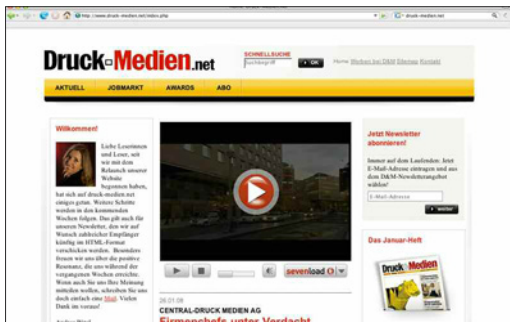 http://www.druck-medien.net/index.php
druck-medien.net
Druck-Medien.net
SCHNELLSUCHE
Suchbegriff
OK
Home Werben bei D&M Sitemap Kontakt
AKTUELL JOBMARKT AWARDS ABO
Willkommen!
Liebe Leserinnen
und Leser, seit
wir mit dem
Relaunch unserer
Website
begonnen haben,
hat sich auf druck-medien.net
einiges getan. Weitere Schritte
werden in den kommenden
Wochen folgen. Das gilt auch für
unseren Newsletter, den wir auf
Wunsch zahlreicher Empfänger
künftig im HTML-Format
verschicken werden. Besonders
freuen wir uns über die positive
Resonanz, die uns während der
vergangenen Wochen erreichte.
Wenn auch Sie uns Ihre Meinung
mitteilen wollen, schreiben Sie uns
doch einfach eine Mail. Vielen
Dank im voraus!
sevenload
CENTRAL-DRUCK MEDIEN AG
Firmenchefs unter Verdacht
Jetzt Newsletter
abonnieren!
Immer auf dem Laufenden: Jetzt
E-Mail-Adresse eintragen und aus
dem D&M-Newsletterangebot
wählen!
E-Mail-Adresse
weiter
Das Januar-Heft
Druck-Medien